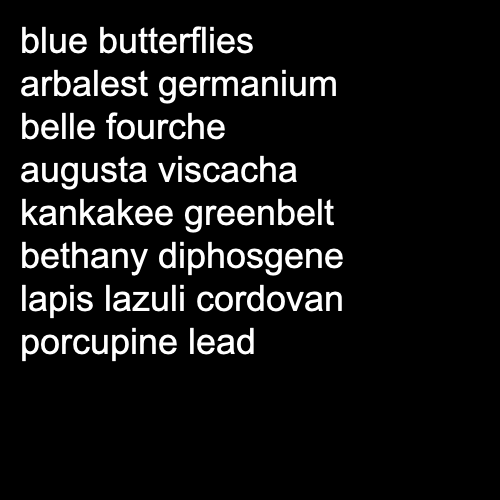 blue butterflies
arbalest germanium
belle fourche
augusta viscacha
kankakee greenbelt
bethany diphosgene
lapis lazuli cordovan
porcupine lead